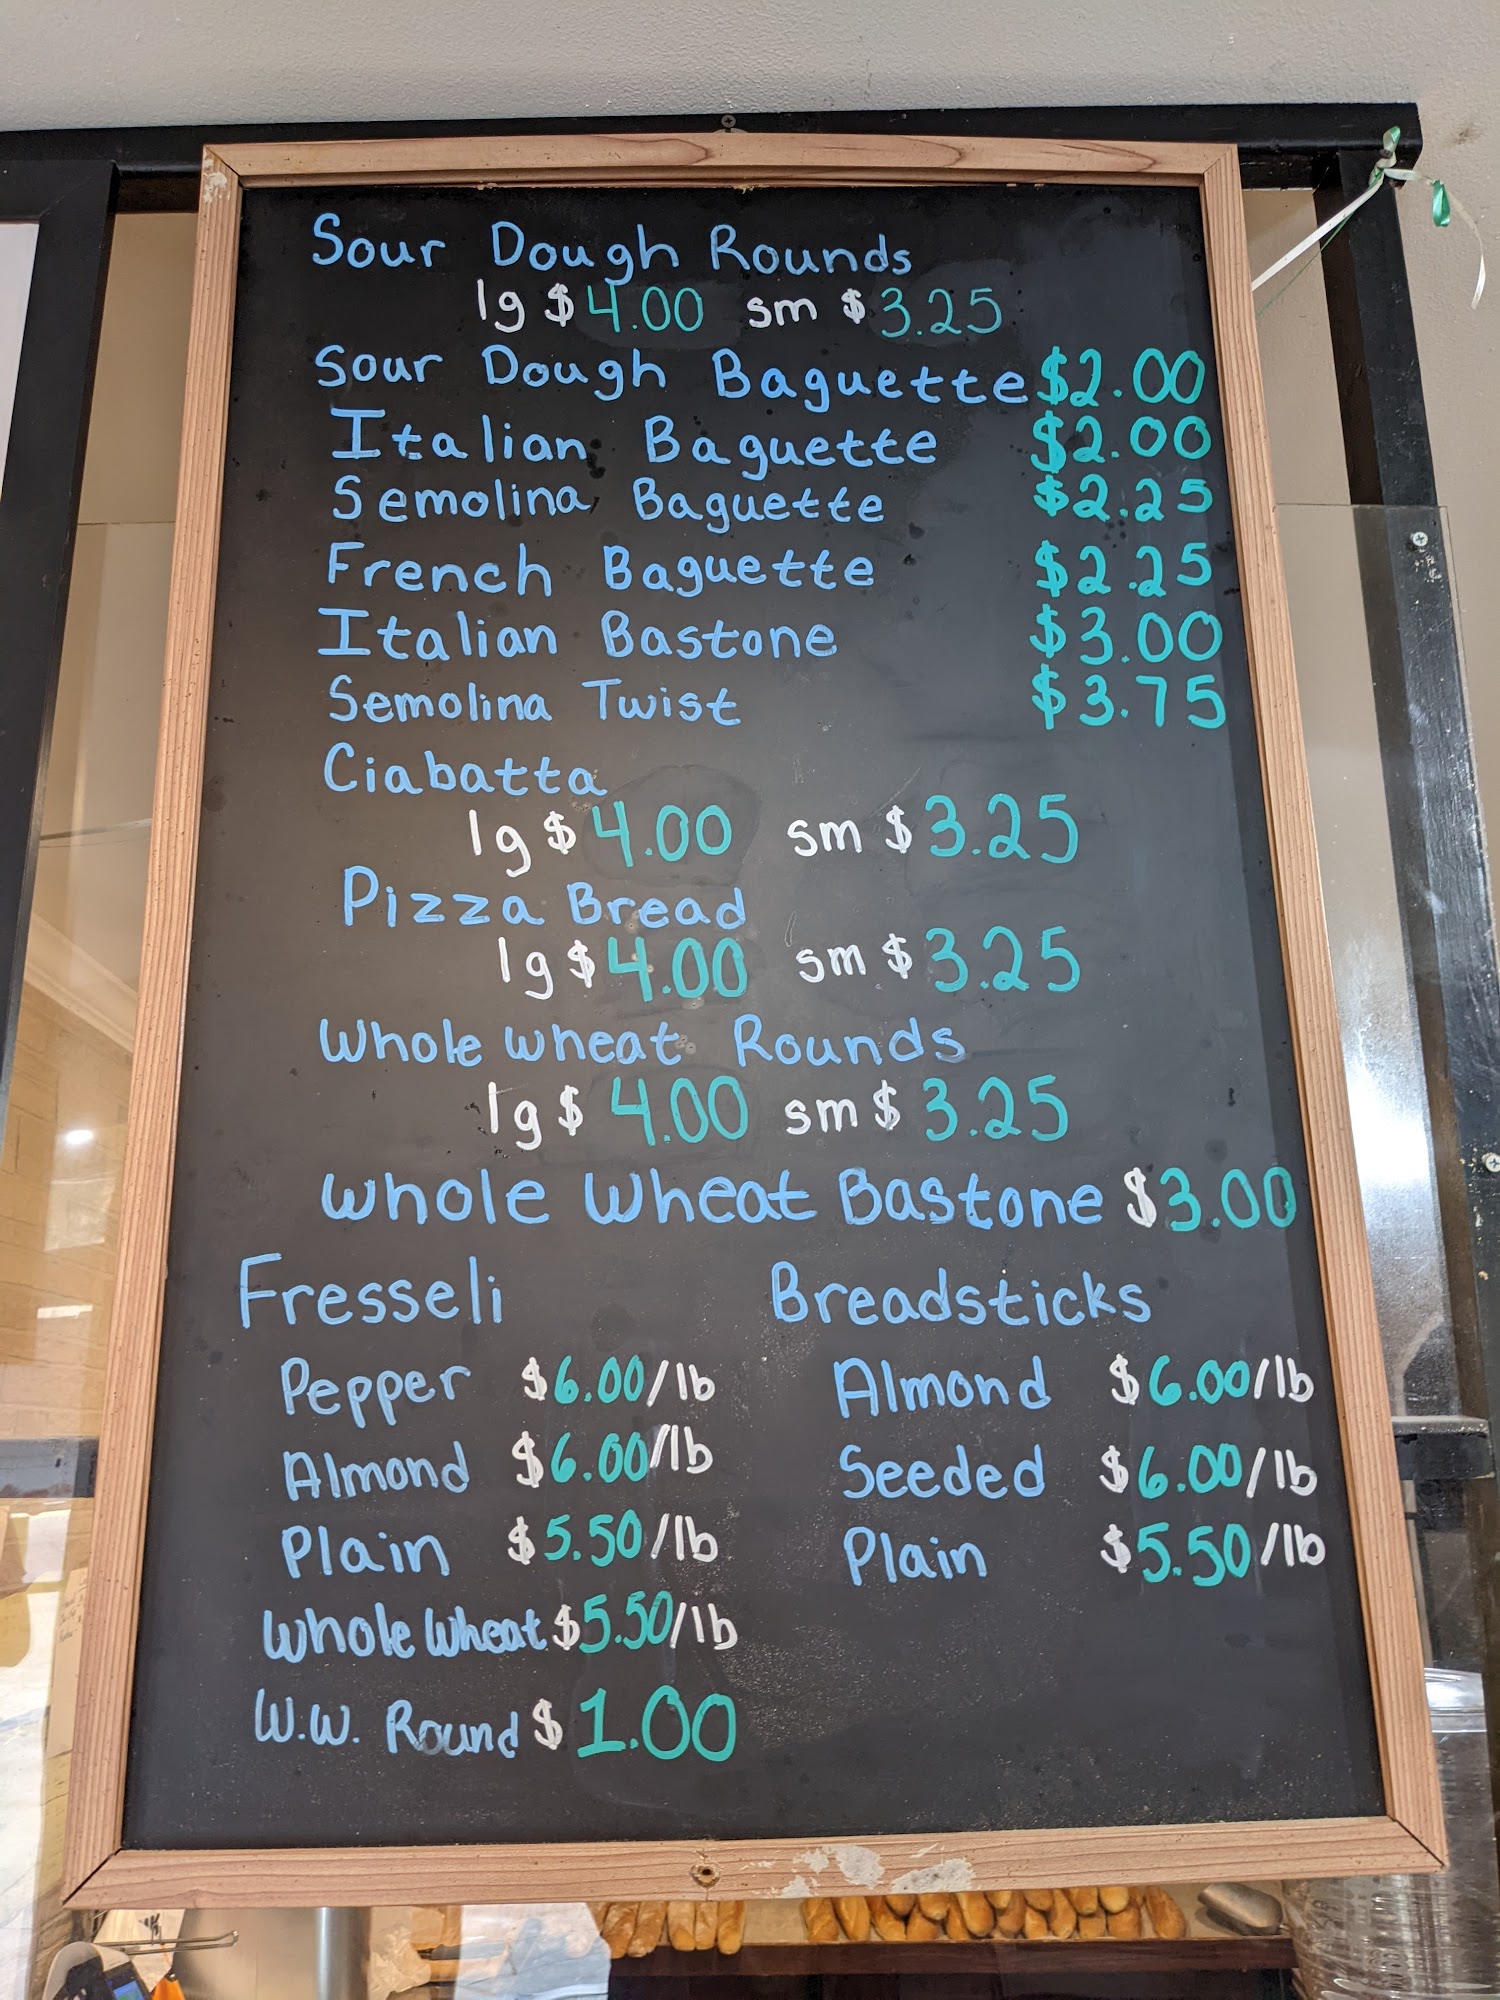 Sour Dough Rounds
lg $4.00 sm $3.25
Sour Dough Baguette $2.00
Italian Baguette $2.00
Semolina Baguette $2.25
French Baguette $2.25
Italian Bastone $3.00
Semolina Twist $3.75
Ciabatta
lg $4.00 sm $3.25
Pizza Bread
lg $4.00 sm $3.25
Whole Wheat Rounds
lg $4.00 sm $3.25
Whole Wheat Bastone $3.00
Fresseli
Pepper $6.00/lb
Almond $6.00/lb
Plain $5.50/lb
Whole Wheat $5.50/lb
W.W. Round $1.00
Breadsticks
Almond $6.00/lb
Seeded $6.00/lb
Plain $5.50/lb